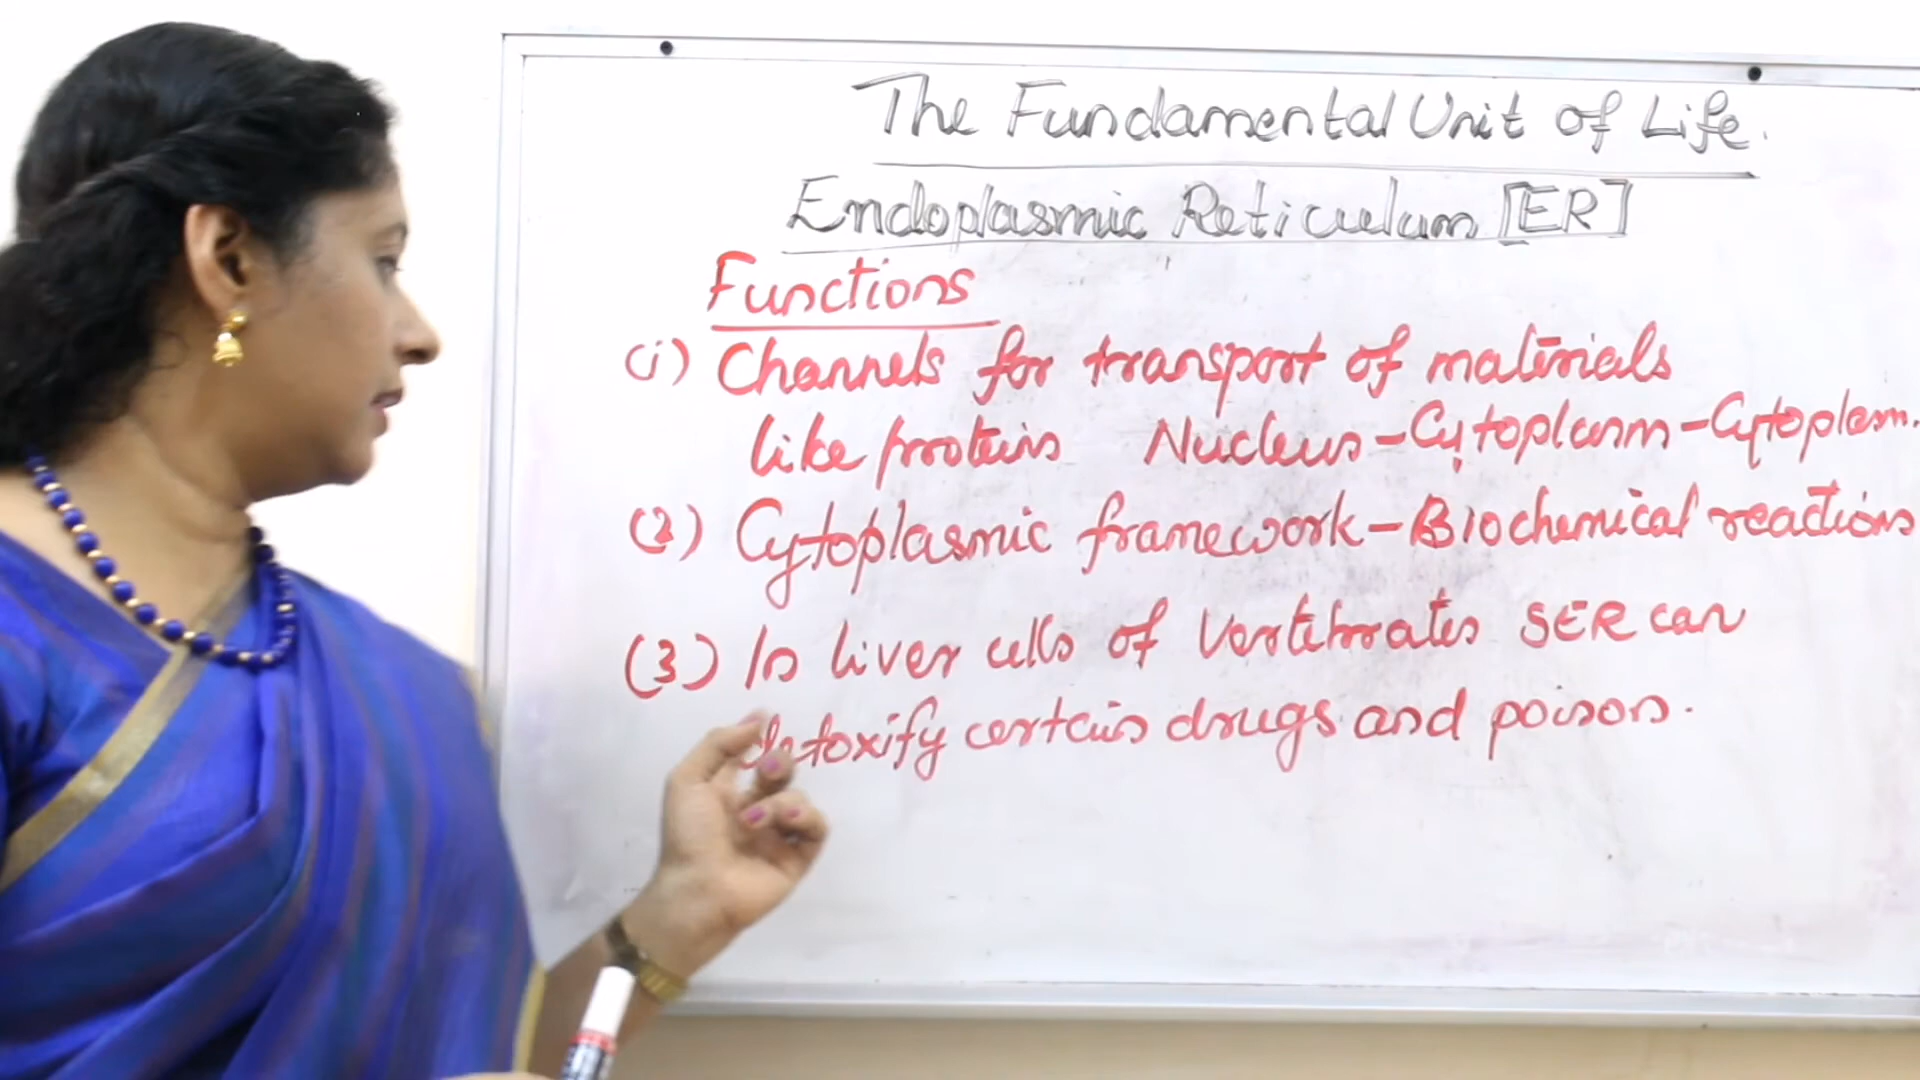 The Fundamental Unit of Life.
Endoplasmic Reticulum [ER]
Functions
(1) Channels for transport of materials
like proteins Nucleus-Cytoplasm-Cytoplasm.
(2) Cytoplasmic framework-Biochemical reactions
(3) In liver cells of Vertebrates SER can
detoxify certain drugs and poison.